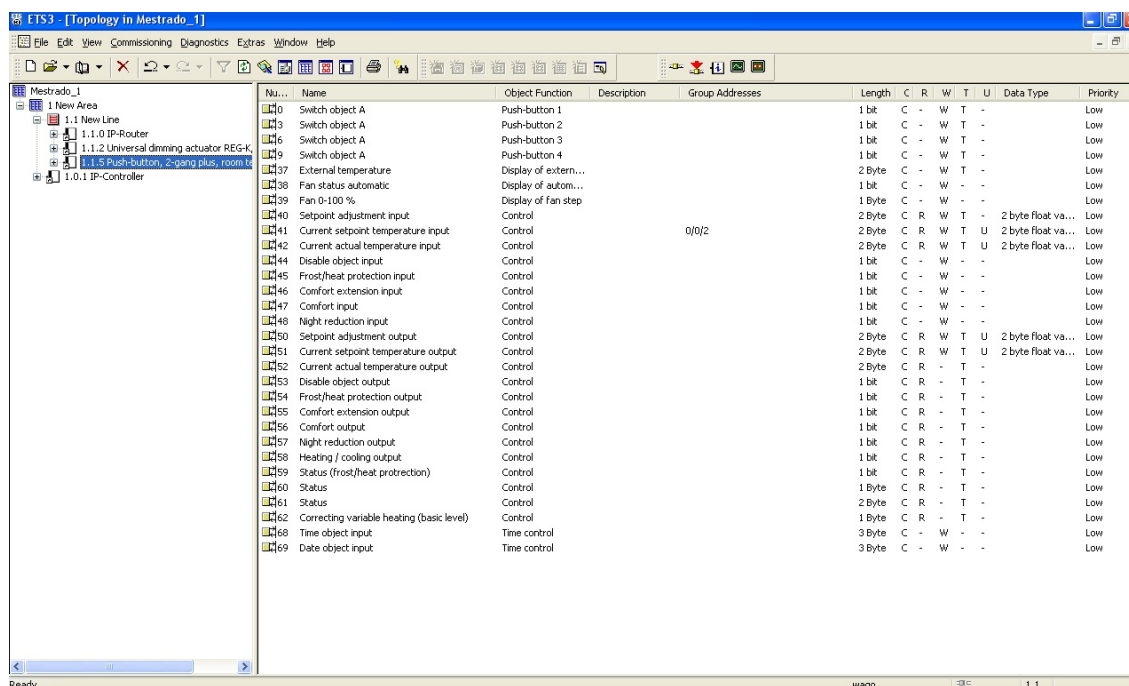 ETS3 - [Topology in Mestrado_1]
File Edit View Commissioning Diagnostics Extras Window Help
Mestrado_1
1 New Area
1.1 New Line
1.1.0 IP-Router
1.1.2 Universal dimming actuator REG-K,
1.1.5 Push-button, 2-gang plus, room te
1.0.1 IP-Controller
Nu... Name Object Function Description Group Addresses Length C R W T U Data Type Priority
0 Switch object A Push-button 1 1 bit C - W T - Low
3 Switch object A Push-button 2 1 bit C - W T - Low
6 Switch object A Push-button 3 1 bit C - W T - Low
9 Switch object A Push-button 4 1 bit C - W T - Low
37 External temperature Display of extern... 2 Byte C - W T - Low
38 Fan status automatic Display of autom... 1 bit C - W - - Low
39 Fan 0-100 % Display of fan step 1 Byte C - W - - Low
40 Setpoint adjustment input Control 2 Byte C R W T - 2 byte float va... Low
41 Current setpoint temperature input Control 0/0/2 2 Byte C R W T U 2 byte float va... Low
42 Current actual temperature input Control 2 Byte C R W T U 2 byte float va... Low
44 Disable object input Control 1 bit C - W - - Low
45 Frost/heat protection input Control 1 bit C - W - - Low
46 Comfort extension input Control 1 bit C - W - - Low
47 Comfort input Control 1 bit C - W - - Low
48 Night reduction input Control 1 bit C - W - - Low
50 Setpoint adjustment output Control 2 Byte C R W T U 2 byte float va... Low
51 Current setpoint temperature output Control 2 Byte C R W T U 2 byte float va... Low
52 Current actual temperature output Control 2 Byte C R - T - Low
53 Disable object output Control 1 bit C R - T - Low
54 Frost/heat protection output Control 1 bit C R - T - Low
55 Comfort extension output Control 1 bit C R - T - Low
56 Comfort output Control 1 bit C R - T - Low
57 Night reduction output Control 1 bit C R - T - Low
58 Heating / cooling output Control 1 bit C R - T - Low
59 Status (frost/heat protrection) Control 1 bit C R - T - Low
60 Status Control 1 Byte C R - T - Low
61 Status Control 2 Byte C R - T - Low
62 Correcting variable heating (basic level) Control 1 Byte C R - T - Low
68 Time object input Time control 3 Byte C - W - - Low
69 Date object input Time control 3 Byte C - W - - Low
Ready wago 1.1